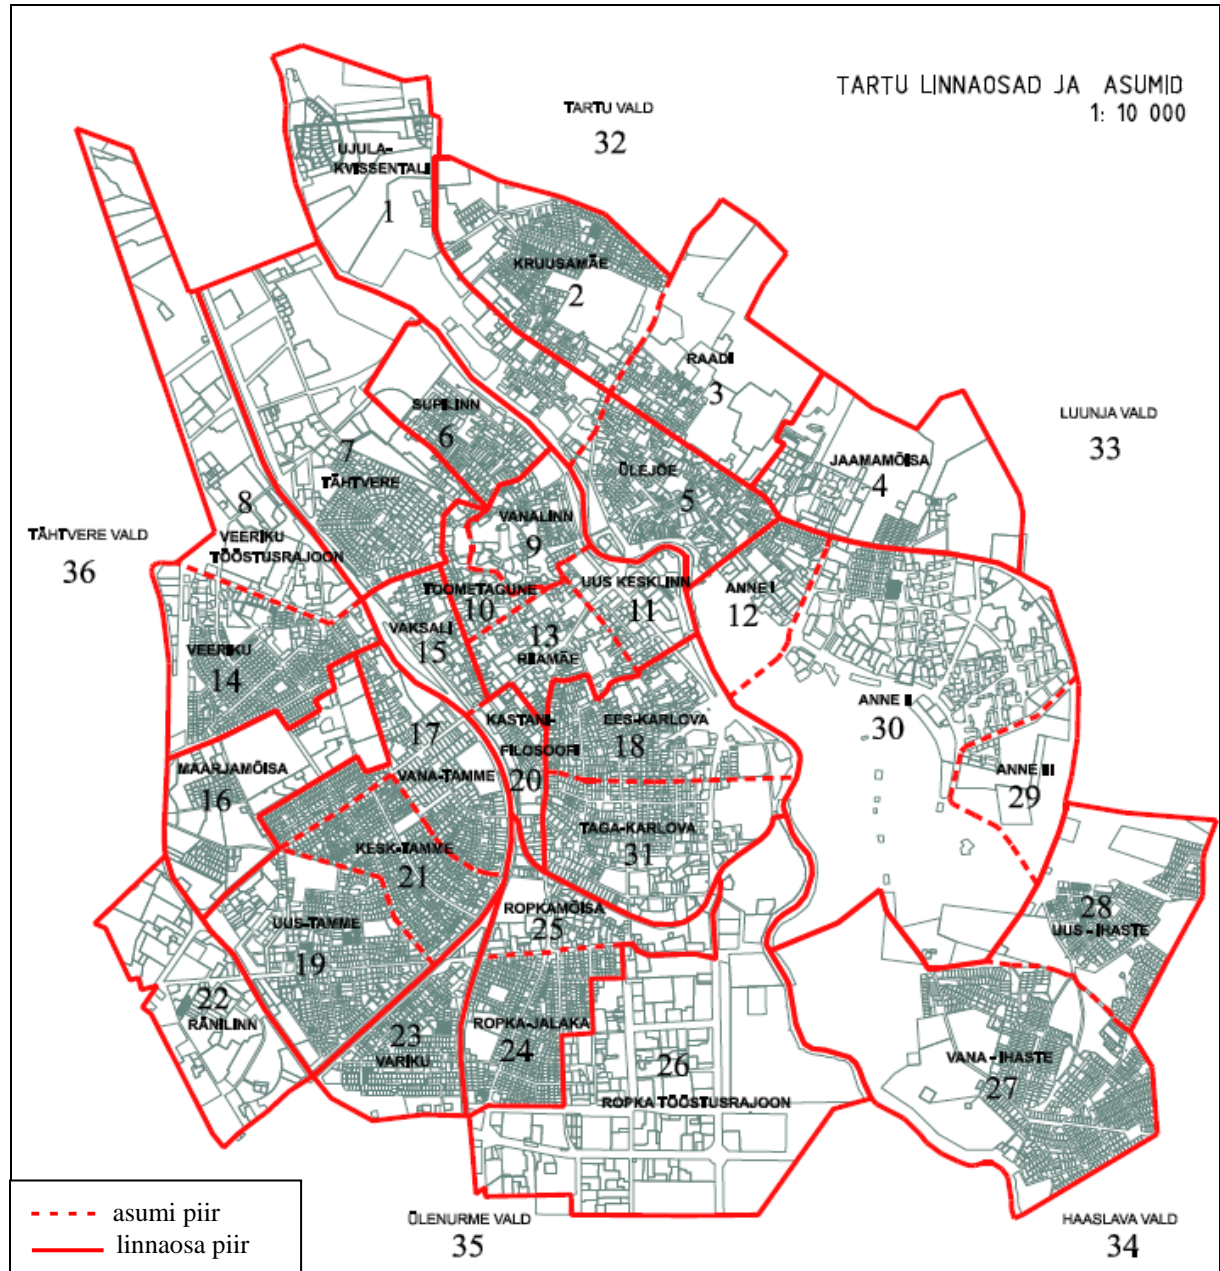 TARTU LINNAOSAD JA ASUMID
1: 10 000
TARTU VALD
32
UJULA-
KVISSENTALI
1
KRUUSAMÄE
2
RAADI
3
SUPILINN
6
LUUNJA VALD
33
JAAMAMÕISA
4
ÜLEJÕE
5
7
TÄHTVERE
8
VEERIKU
TÖÖSTUSRAJOON
TÄHTVERE VALD
36
VANALINN
9
TOOMETAGUNE
10
UUS KESKLINN
11
ANNE I
12
VAKSALI
15
13
RIIAMÄE
VEERIKU
14
ANNE II
30
KASTANI-
FILOSOOFI
20
EES-KARLOVA
18
17
VANA-TAMME
MAARJAMÕISA
16
ANNE III
29
TAGA-KARLOVA
31
KESK-TAMME
21
ROPKAMÕISA
25
28
UUS - IHASTE
UUS-TAMME
19
22
RÄNILINN
23
VARIKU
ROPKA-JALAKA
24
VANA - IHASTE
27
26
ROPKA TÖÖSTUSRAJOON
asumi piir
linnaosa piir
ÜLENURME VALD
35
HAASLAVA VALD
34